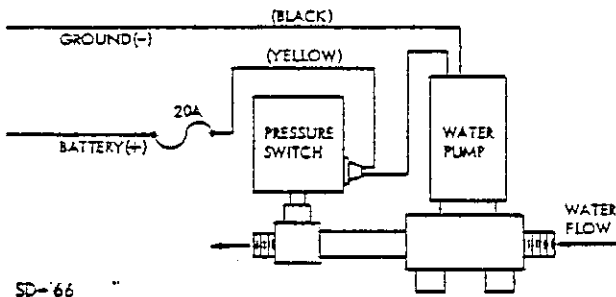 (BLACK)
GROUND(-)
(YELLOW)
20A
BATTERY(+)
PRESSURE
SWITCH
WATER
PUMP
WATER
FLOW
SD-66